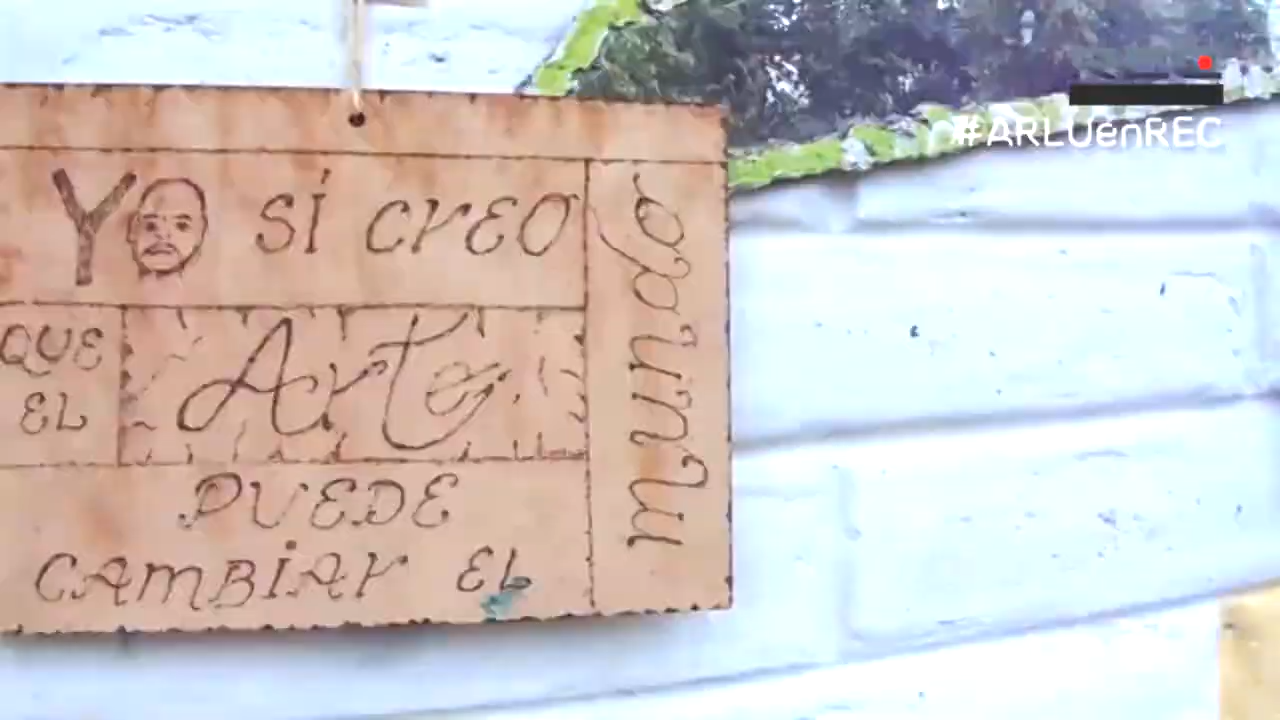 YO SÍ CREO
QUE
EL
Arte
PUEDE
CAMBIAR EL
mundo
#ARLUenREC